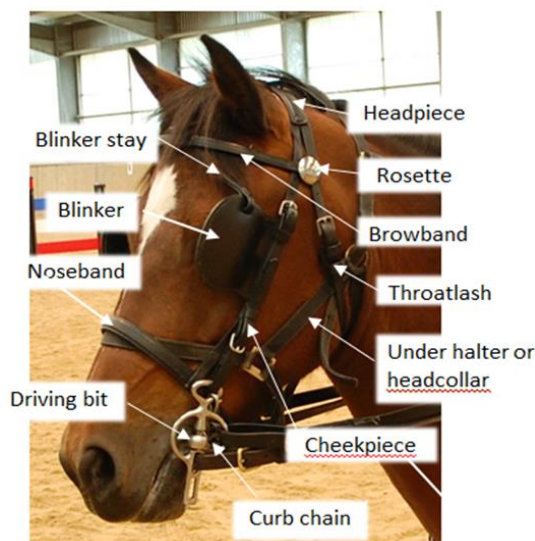 Headpiece
Blinker stay
Rosette
Blinker
Browband
Noseband
Throatlash
Under halter or
headcollar
Driving bit
Cheekpiece
Curb chain